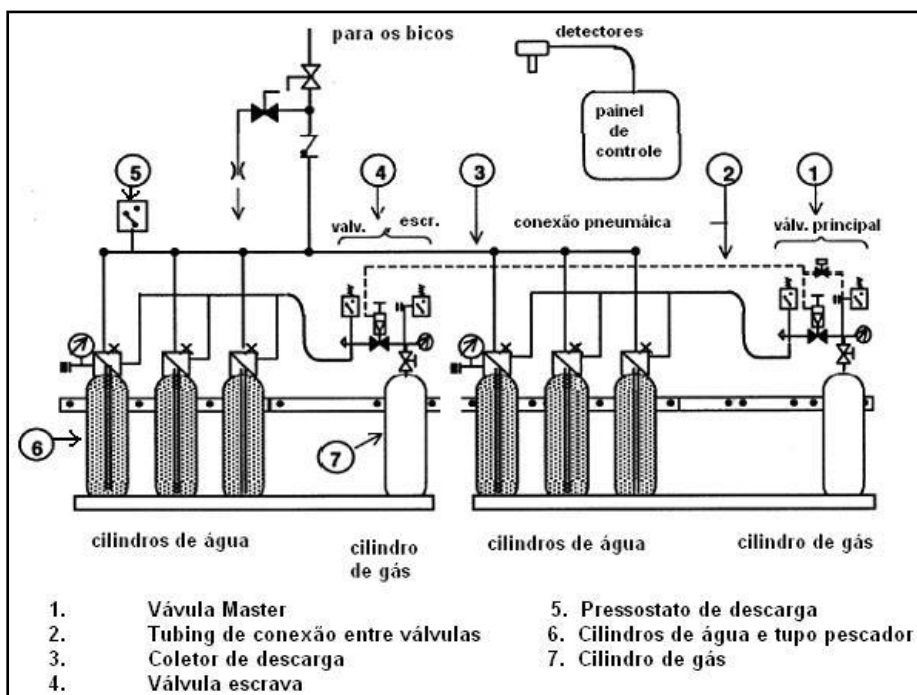 para os bicos
detectores
painel
de
controle
5
4
3
2
1
valv.
escr.
conexão pneumáica
válv. principal
6
7
cilindros de água
cilindro
de gás
cilindros de água
cilindro de gás
1. Vávula Master
2. Tubing de conexão entre válvulas
3. Coletor de descarga
4. Válvula escrava
5. Pressostato de descarga
6. Cilindros de água e tupo pescador
7. Cilindro de gás